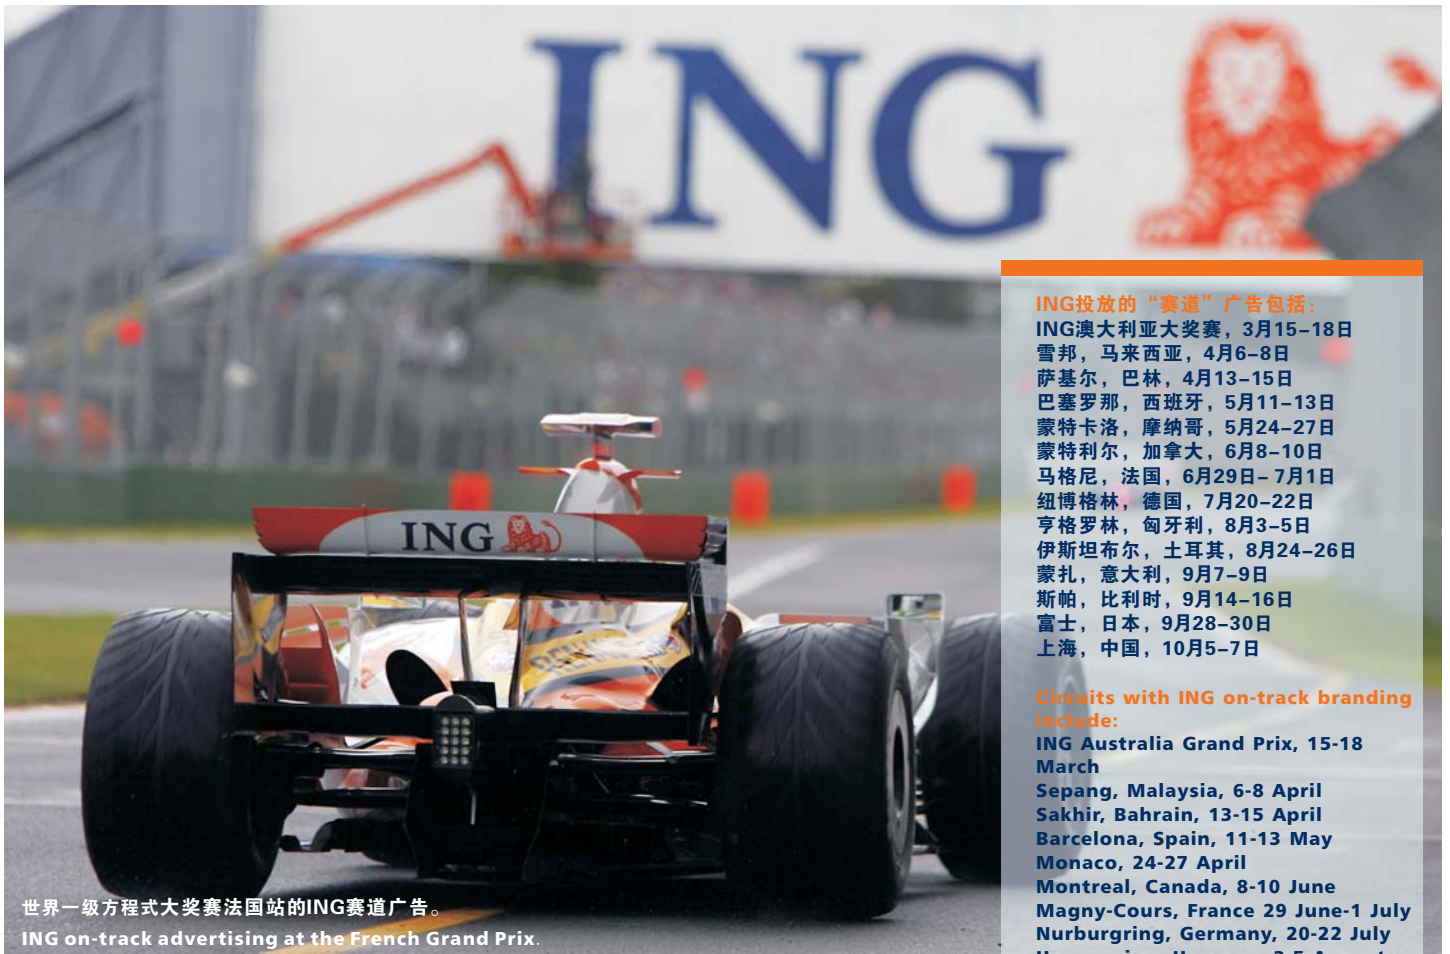 ING
ING
ING投放的“赛道”广告包括：
ING澳大利亚大奖赛，3月15–18日
雪邦，马来西亚，4月6–8日
萨基尔，巴林，4月13–15日
巴塞罗那，西班牙，5月11–13日
蒙特卡洛，摩纳哥，5月24–27日
蒙特利尔，加拿大，6月8–10日
马格尼，法国，6月29日–7月1日
纽博格林，德国，7月20–22日
亨格罗林，匈牙利，8月3–5日
伊斯坦布尔，土耳其，8月24–26日
蒙扎，意大利，9月7–9日
斯帕，比利时，9月14–16日
富士，日本，9月28–30日
上海，中国，10月5–7日
Circuits with ING on-track branding
include:
ING Australia Grand Prix, 15-18
March
Sepang, Malaysia, 6-8 April
Sakhir, Bahrain, 13-15 April
Barcelona, Spain, 11-13 May
Monaco, 24-27 April
Montreal, Canada, 8-10 June
Magny-Cours, France 29 June-1 July
Nurburgring, Germany, 20-22 July
世界一级方程式大奖赛法国站的ING赛道广告。
ING on-track advertising at the French Grand Prix.